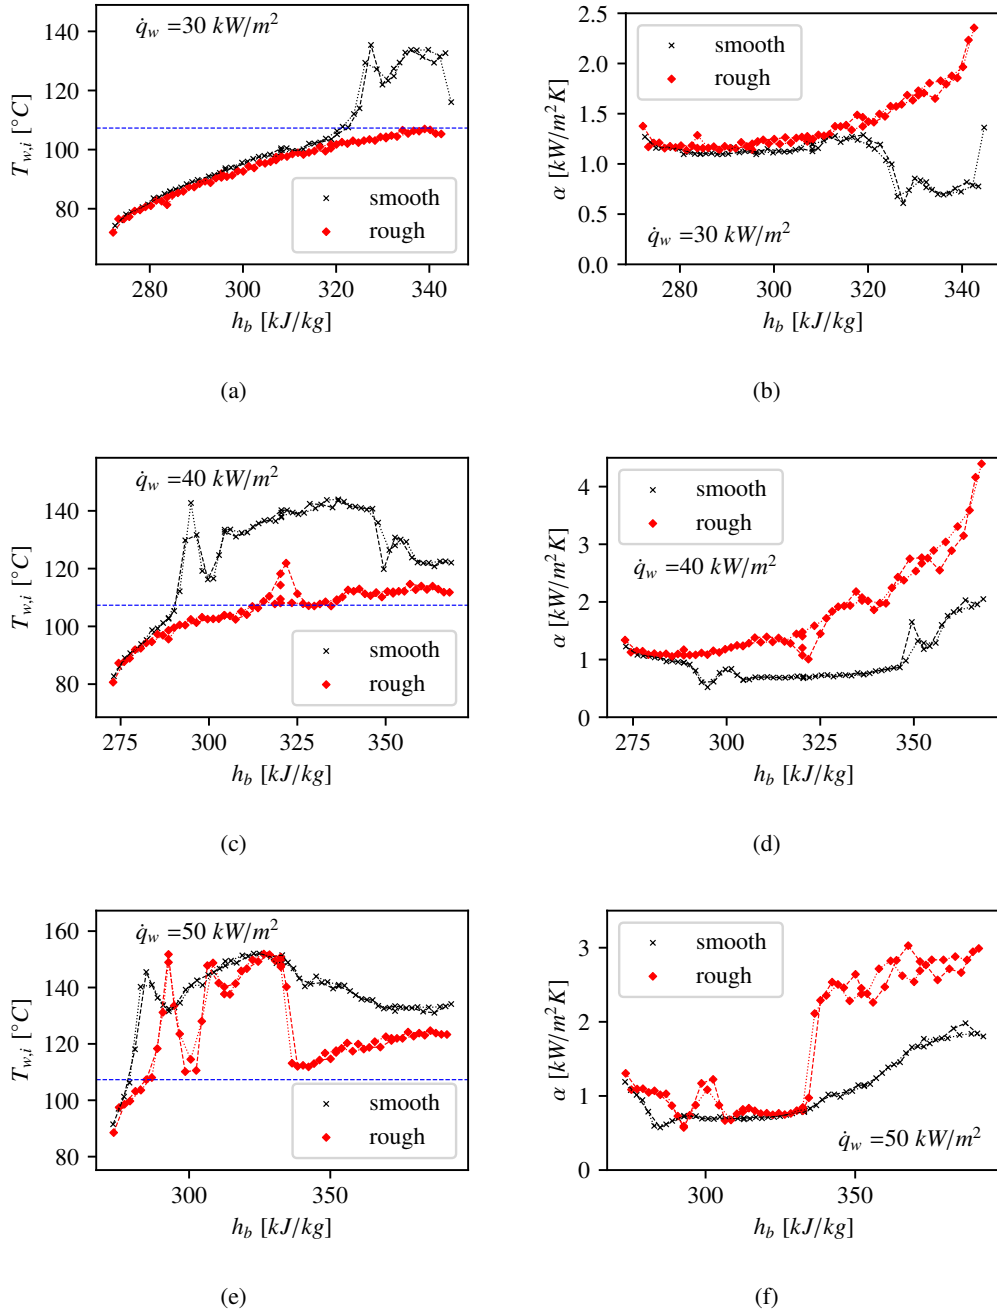 q̇w =30 kW/m²
Tw,i [°C]
140
120
100
80
smooth
rough
280
300
320
340
hb [kJ/kg]
(a)
α [kW/m²K]
2.5
2.0
1.5
1.0
0.5
0.0
smooth
rough
q̇w =30 kW/m²
280
300
320
340
hb [kJ/kg]
(b)
q̇w =40 kW/m²
Tw,i [°C]
140
120
100
80
smooth
rough
275
300
325
350
hb [kJ/kg]
(c)
α [kW/m²K]
4
3
2
1
0
smooth
rough
q̇w =40 kW/m²
275
300
325
350
hb [kJ/kg]
(d)
q̇w =50 kW/m²
Tw,i [°C]
160
140
120
100
80
smooth
rough
300
350
hb [kJ/kg]
(e)
α [kW/m²K]
3
2
1
0
smooth
rough
q̇w =50 kW/m²
300
350
hb [kJ/kg]
(f)